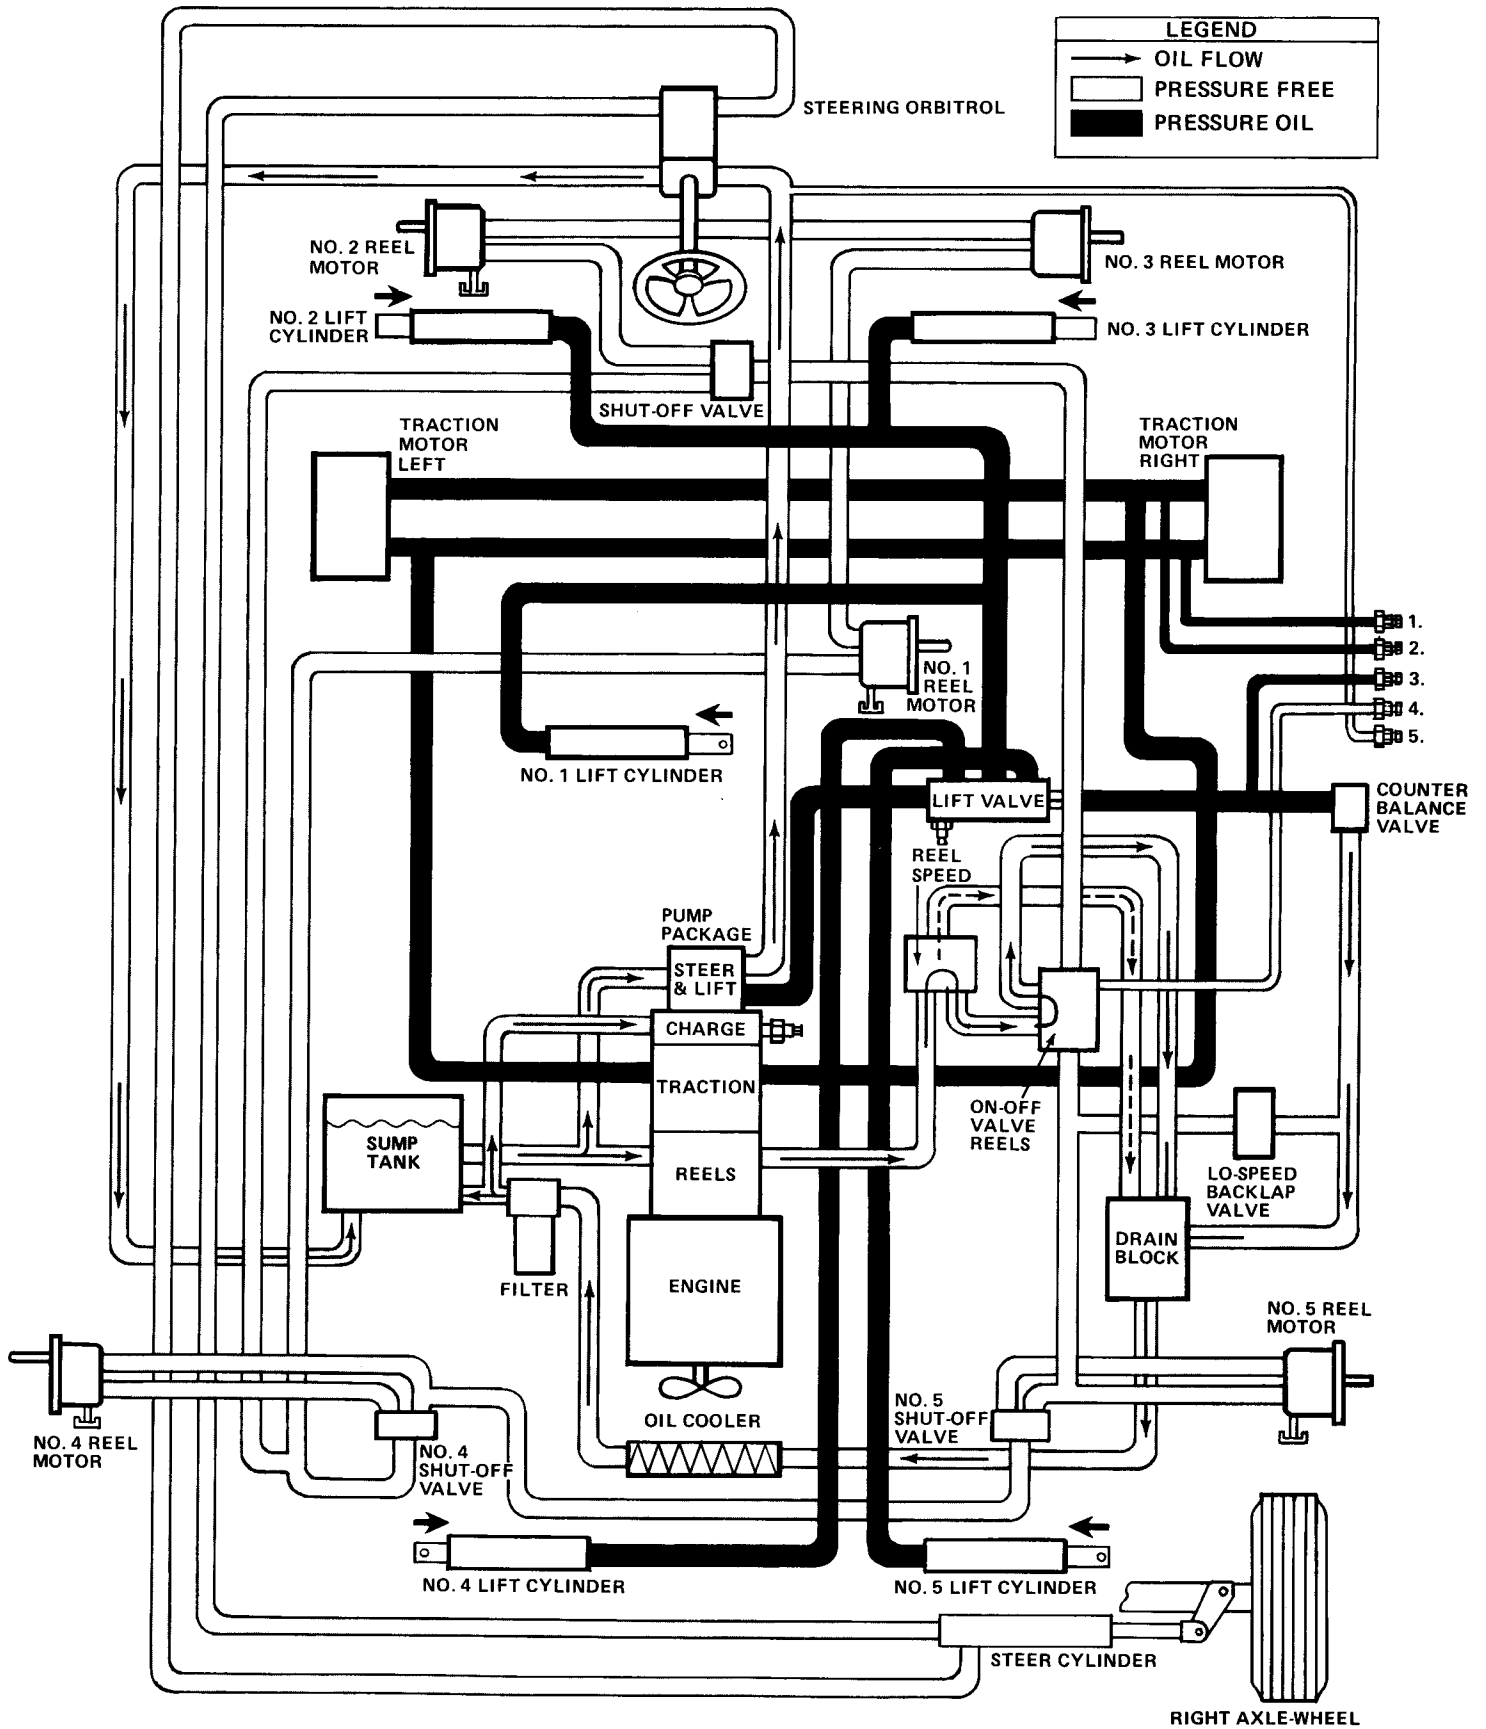 LEGEND
OIL FLOW
PRESSURE FREE
PRESSURE OIL
STEERING ORBITROL
NO. 2 REEL
MOTOR
NO. 3 REEL MOTOR
NO. 2 LIFT
CYLINDER
NO. 3 LIFT CYLINDER
SHUT-OFF VALVE
TRACTION
MOTOR
LEFT
TRACTION
MOTOR
RIGHT
1.
2.
3.
4.
5.
NO. 1
REEL
MOTOR
NO. 1 LIFT CYLINDER
LIFT VALVE
COUNTER
BALANCE
VALVE
REEL
SPEED
PUMP
PACKAGE
STEER
& LIFT
CHARGE
TRACTION
REELS
ON-OFF
VALVE
REELS
SUMP
TANK
LO-SPEED
BACKLAP
VALVE
DRAIN
BLOCK
FILTER
ENGINE
NO. 5 REEL
MOTOR
OIL COOLER
NO. 5
SHUT-OFF
VALVE
NO. 4 REEL
MOTOR
NO. 4
SHUT-OFF
VALVE
NO. 4 LIFT CYLINDER
NO. 5 LIFT CYLINDER
STEER CYLINDER
RIGHT AXLE-WHEEL